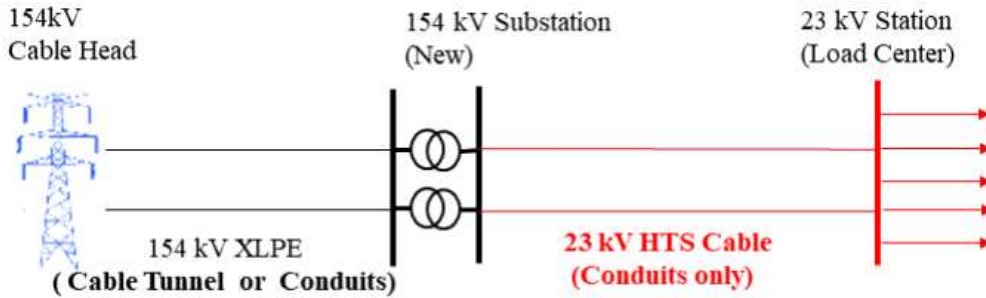 154kV
Cable Head
154 kV Substation
(New)
23 kV Station
(Load Center)
154 kV XLPE
( Cable Tunnel or Conduits)
23 kV HTS Cable
(Conduits only)